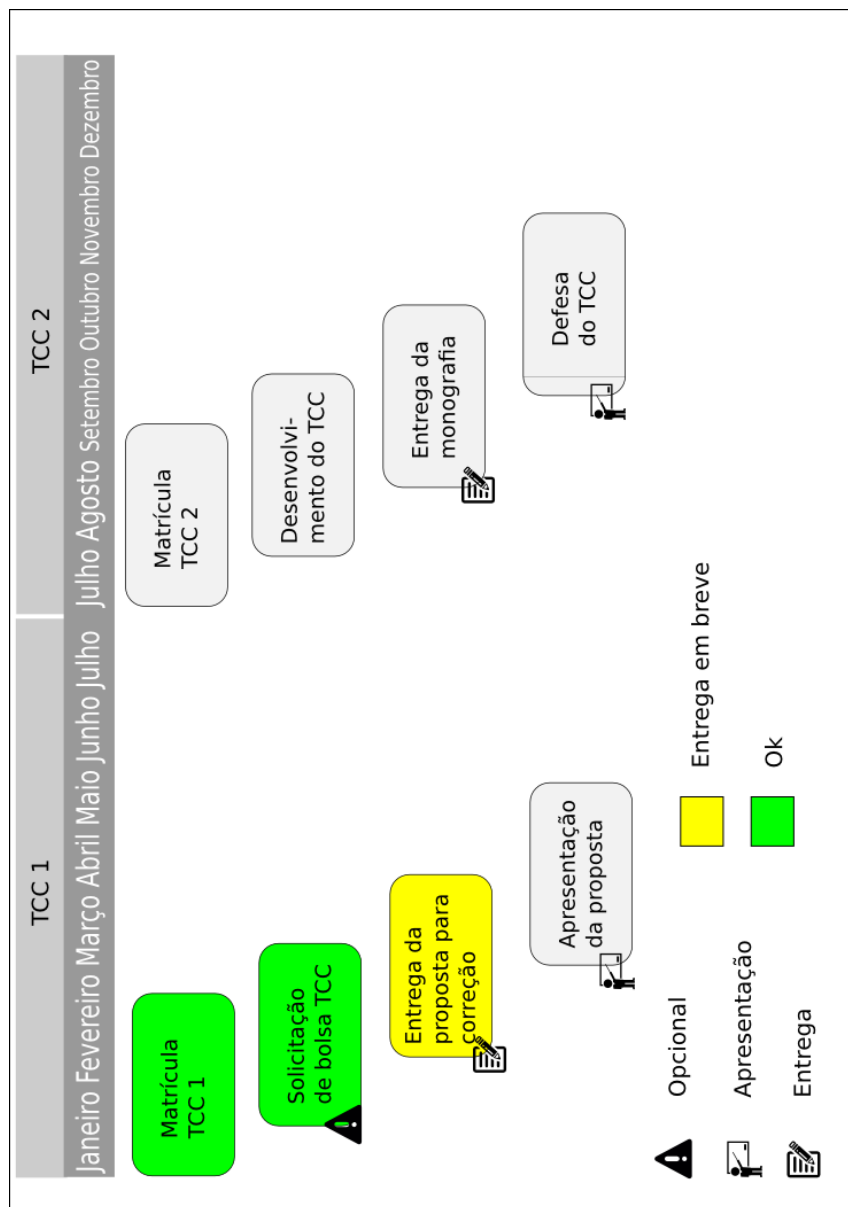 TCC 1
TCC 2
Janeiro Fevereiro Março Abril Maio Junho Julho
Julho Agosto Setembro Outubro Novembro Dezembro
Matrícula
TCC 1
Solicitação
de bolsa TCC
Entrega da
proposta para
correção
Apresentação
da proposta
Matrícula
TCC 2
Desenvolvi-
mento do TCC
Entrega da
monografia
Defesa
do TCC
Opcional
Apresentação
Entrega
Entrega em breve
Ok